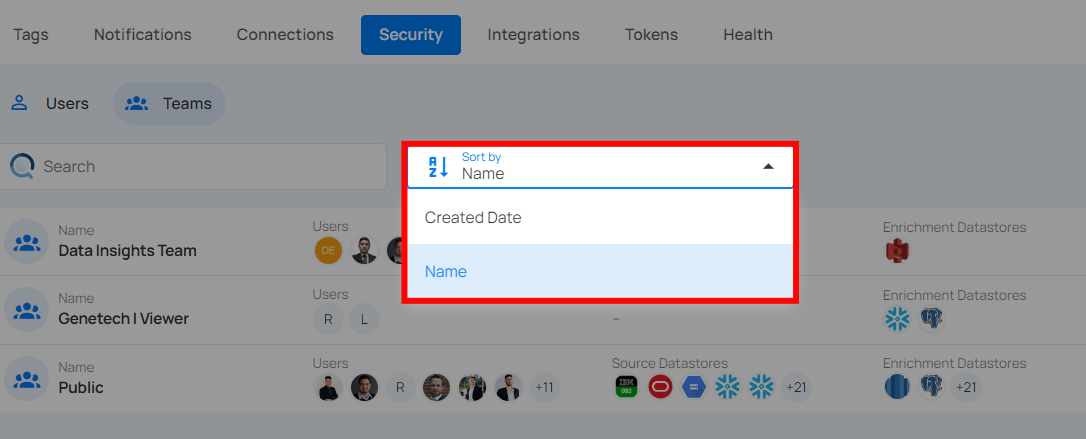 Tags Notifications Connections Security Integrations Tokens Health
Users Teams
Search
A
Z
Sort by
Name
Created Date
Name
Name
Data Insights Team
Users
DE
Enrichment Datastores
Name
Genetech | Viewer
Users
R L
–
Enrichment Datastores
Name
Public
Users
R +11
Source Datastores
IBM
DB2
+21
Enrichment Datastores
+21